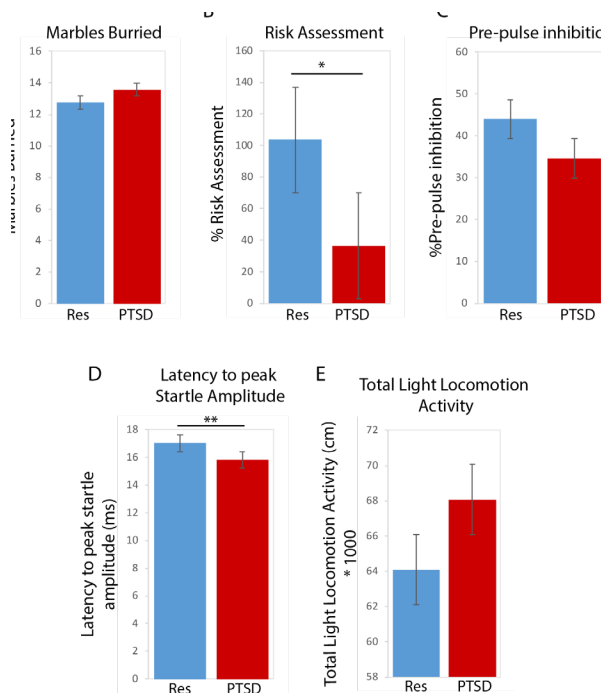 B
C
Marbles Burried
Risk Assessment
Pre-pulse inhibitio
Marbles Burried
16
14
12
10
8
6
4
2
0
Res PTSD
% Risk Assessment
160
140
120
100
80
60
40
20
0
*
Res PTSD
%Pre-pulse inhibition
60
50
40
30
20
10
0
Res PTSD
D
Latency to peak
Startle Amplitude
Latency to peak startle
amplitude (ms)
18
16
14
12
10
8
6
4
2
0
**
Res PTSD
E
Total Light Locomotion
Activity
Total Light Locomotion Activity (cm)
* 1000
72
70
68
66
64
62
60
58
Res PTSD